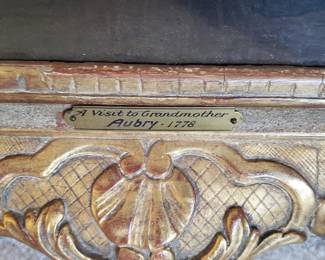 A Visit to Grandmother
Aubry - 1778